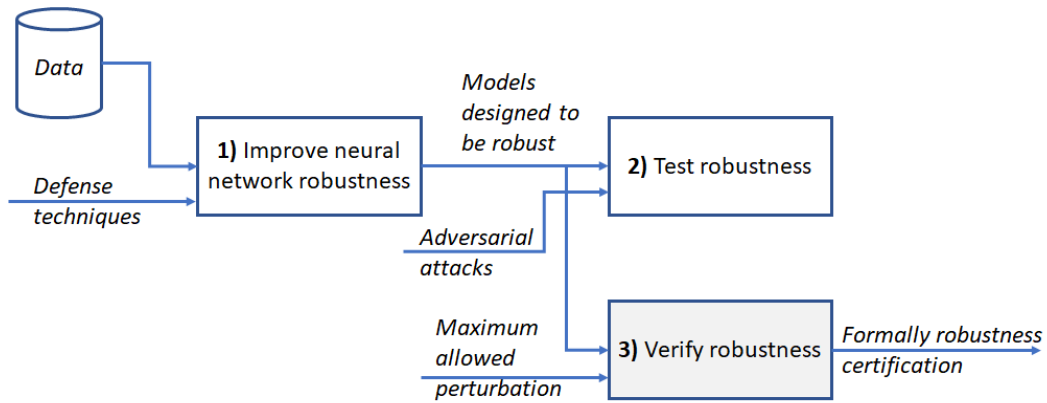 Data
Defense
techniques
1) Improve neural
network robustness
Models
designed to
be robust
Adversarial
attacks
2) Test robustness
Maximum
allowed
perturbation
3) Verify robustness
Formally robustness
certification